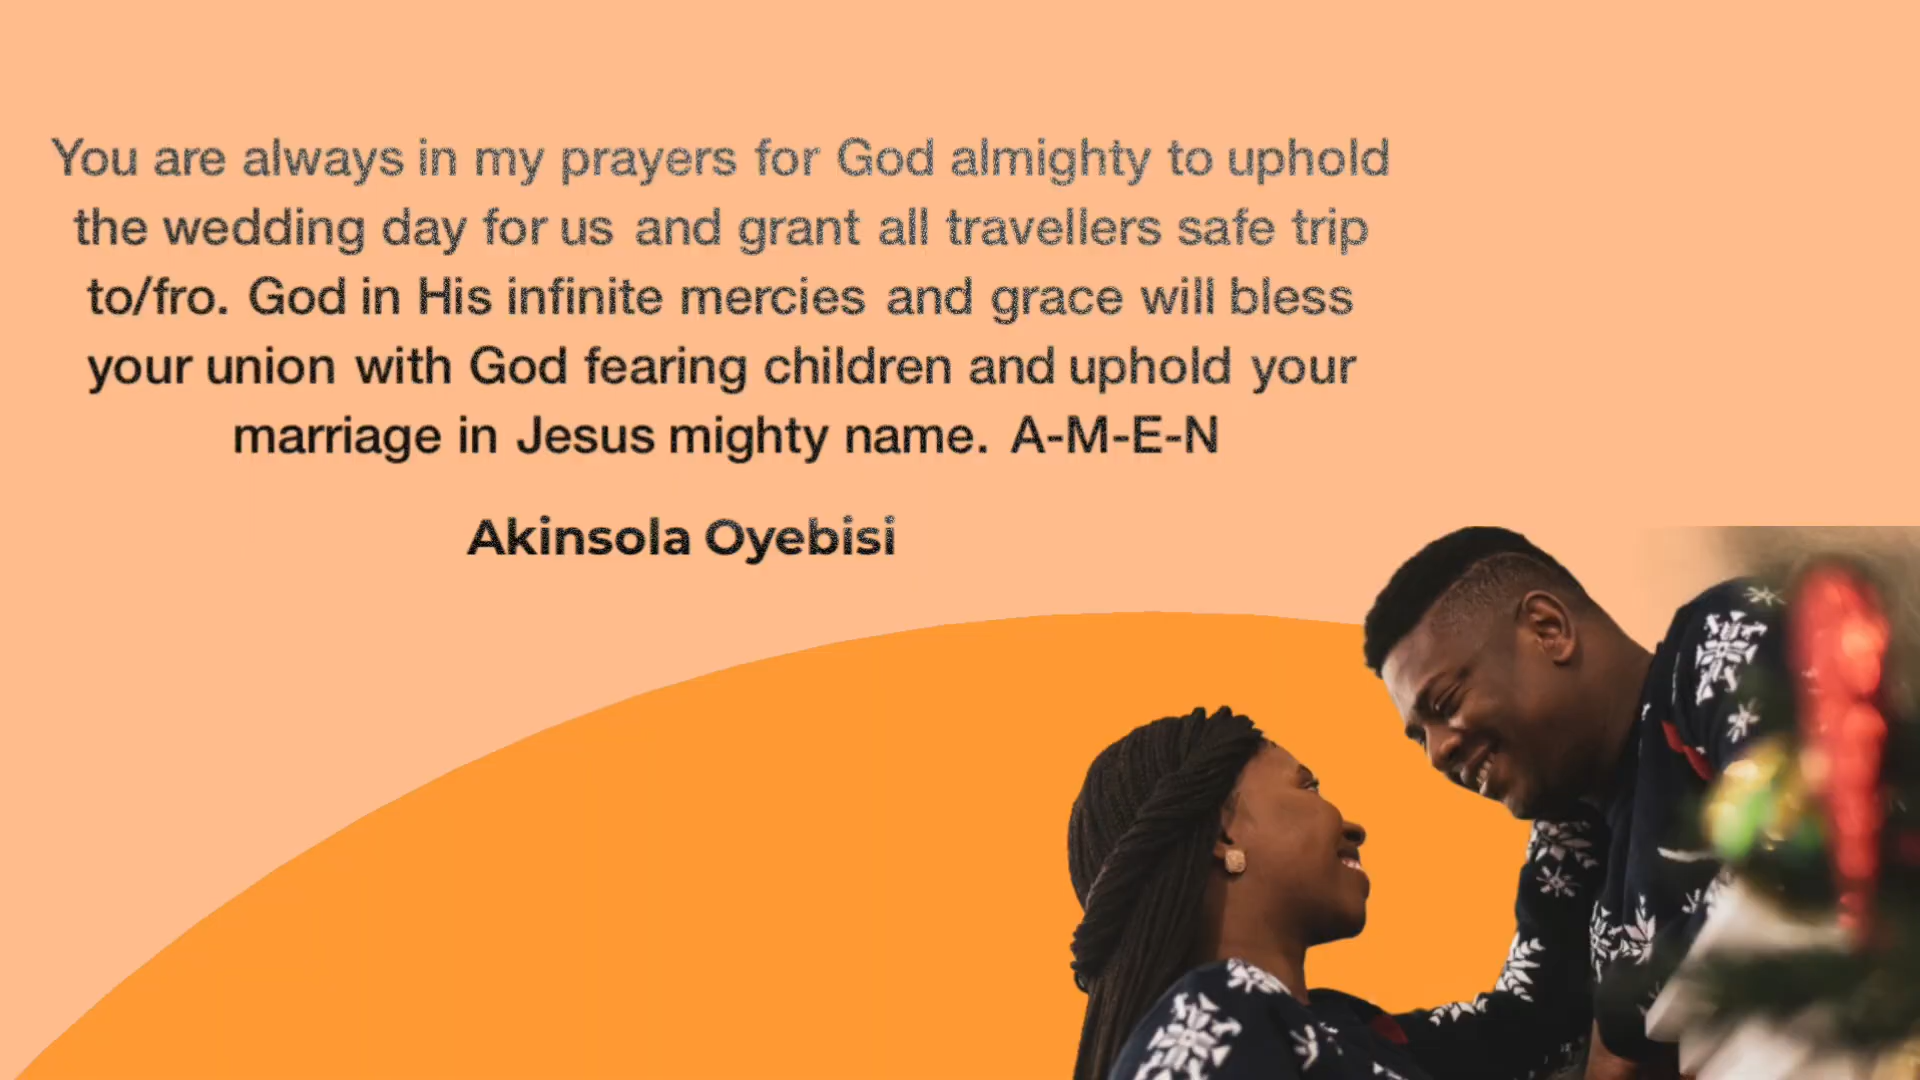 You are always in my prayers for God almighty to uphold
the wedding day for us and grant all travellers safe trip
to/fro. God in His infinite mercies and grace will bless
your union with God fearing children and uphold your
marriage in Jesus mighty name. A-M-E-N
Akinsola Oyebisi